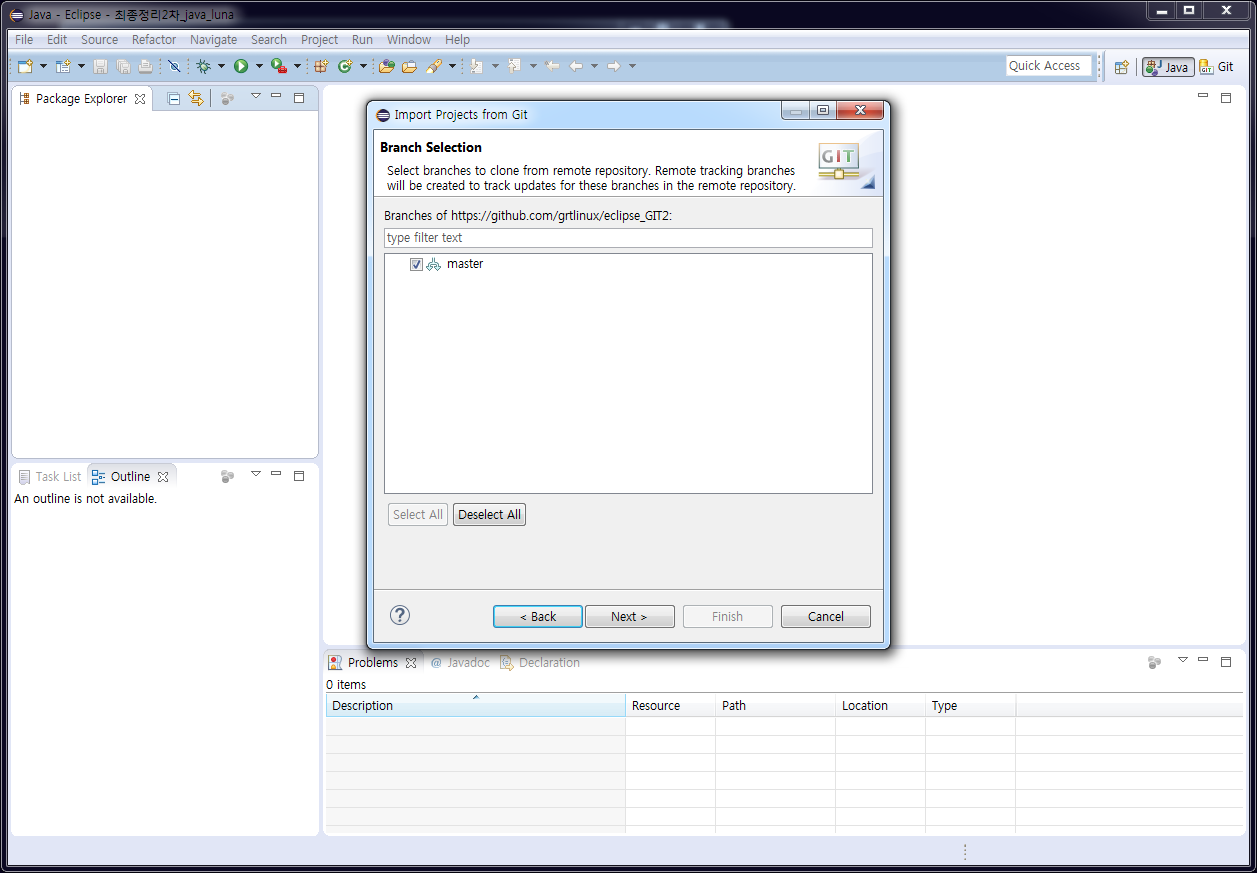 Java - Eclipse - 최종정리2차_java_luna
File Edit Source Refactor Navigate Search Project Run Window Help
Quick Access Java Git
Package Explorer
Import Projects from Git
Branch Selection
GIT
Select branches to clone from remote repository. Remote tracking branches
will be created to track updates for these branches in the remote repository.
Branches of https://github.com/grtlinux/eclipse_GIT2:
type filter text
master
Select All Deselect All
? < Back Next > Finish Cancel
Task List Outline
An outline is not available.
Problems @ Javadoc Declaration
0 items
Description Resource Path Location Type